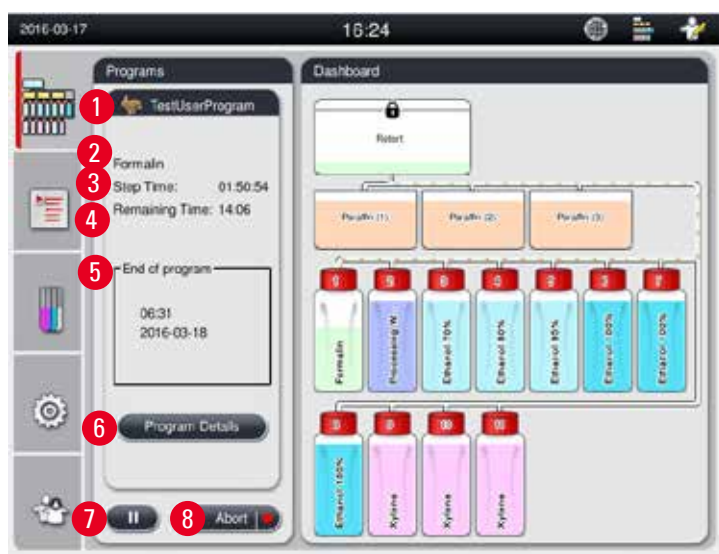 2016-03-17
16:24
Programs
Dashboard
1
TestUserProgram
2
Formalin
3
Step Time: 01:50:54
4
Remaining Time: 14:06
5
End of program
06:31
2016-03-18
6
Program Details
7
8
Abort
Retort
Paraffin (1)
Paraffin (2)
Paraffin (3)
Formalin
Processing W.
Ethanol 70%
Ethanol 80%
Ethanol 95%
Ethanol 100%
Ethanol 100%
9
10
11
Ethanol 100%
Xylene
Xylene
Xylene